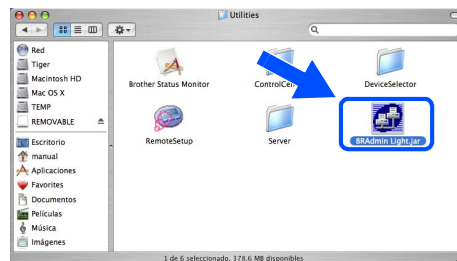 Utilities
Red
Tiger
Macintosh HD
Mac OS X
TEMP
REMOVABLE
Escritorio
manual
Aplicaciones
Favorites
Documentos
Películas
Música
Imágenes
Brother Status Monitor
DeviceSelector
RemoteSetup
Server
BRAdmin Light.jar
1 de 6 seleccionado, 378.6 MB disponibles